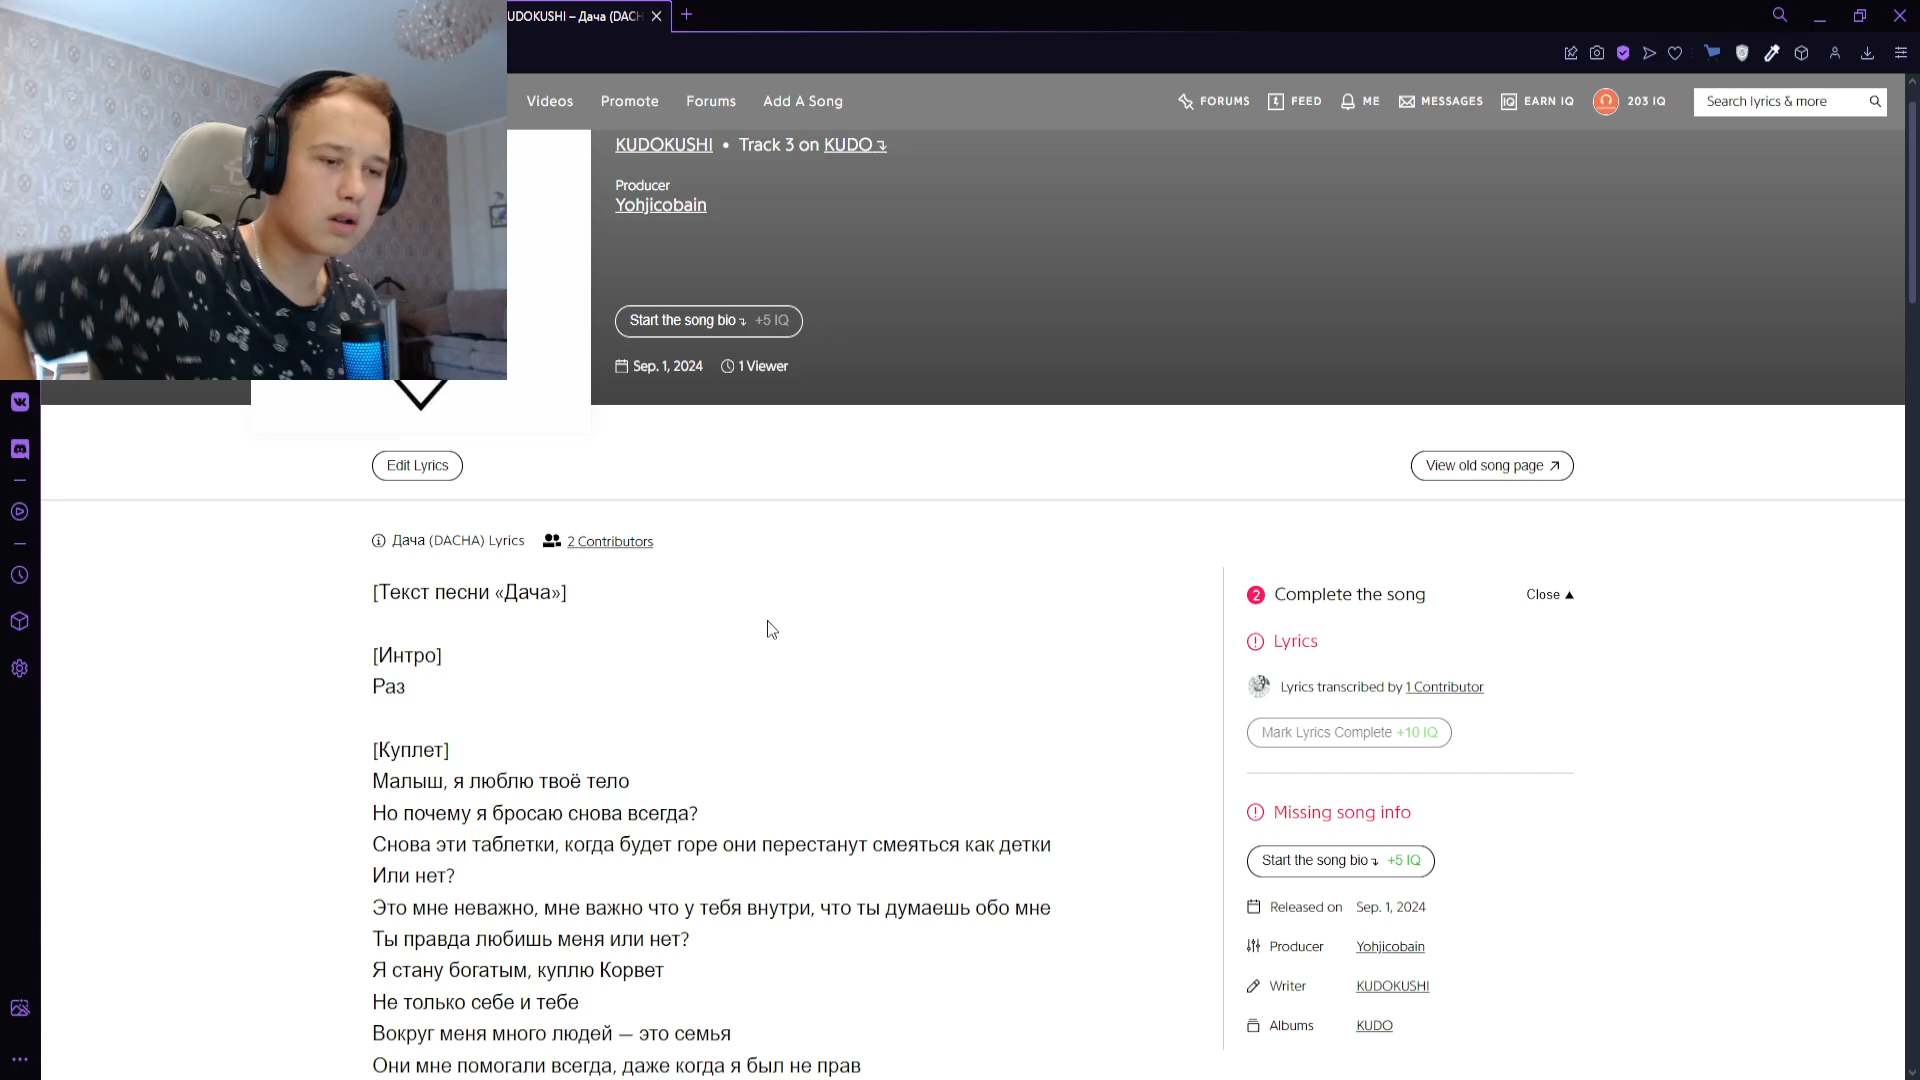 UDOKUSHI – Дача (DACH
Videos
Promote
Forums
Add A Song
FORUMS
FEED
ME
MESSAGES
EARN IQ
203 IQ
Search lyrics & more
KUDOKUSHI • Track 3 on KUDO
Producer
Yohjicobain
Start the song bio +5 IQ
Sep. 1, 2024
1 Viewer
Edit Lyrics
View old song page
Дача (DACHA) Lyrics
2 Contributors
[Текст песни «Дача»]
[Интро]
Раз
[Куплет]
Малыш, я люблю твоё тело
Но почему я бросаю снова всегда?
Снова эти таблетки, когда будет горе они перестанут смеяться как детки
Или нет?
Это мне неважно, мне важно что у тебя внутри, что ты думаешь обо мне
Ты правда любишь меня или нет?
Я стану богатым, куплю Корвет
Не только себе и тебе
Вокруг меня много людей — это семья
Они мне помогали всегда, даже когда я был не прав
2 Complete the song
Close
Lyrics
Lyrics transcribed by 1 Contributor
Mark Lyrics Complete +10 IQ
Missing song info
Start the song bio +5 IQ
Released on Sep. 1, 2024
Producer Yohjicobain
Writer KUDOKUSHI
Albums KUDO